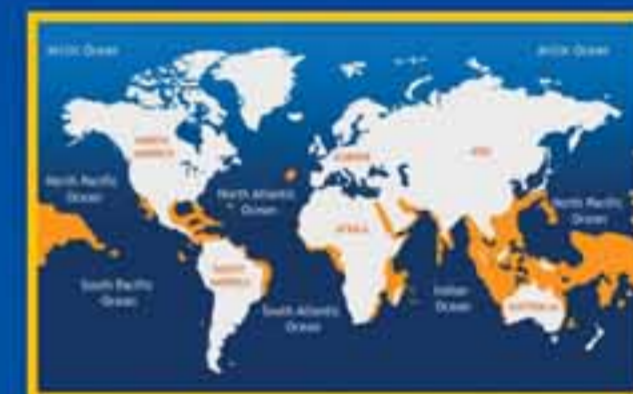 Arctic Ocean
Arctic Ocean
NORTH
AMERICA
EUROPE
ASIA
North Pacific
Ocean
North Atlantic
Ocean
North Pacific
Ocean
AFRICA
SOUTH
AMERICA
South Pacific
Ocean
Indian
Ocean
South Atlantic
Ocean
AUSTRALIA